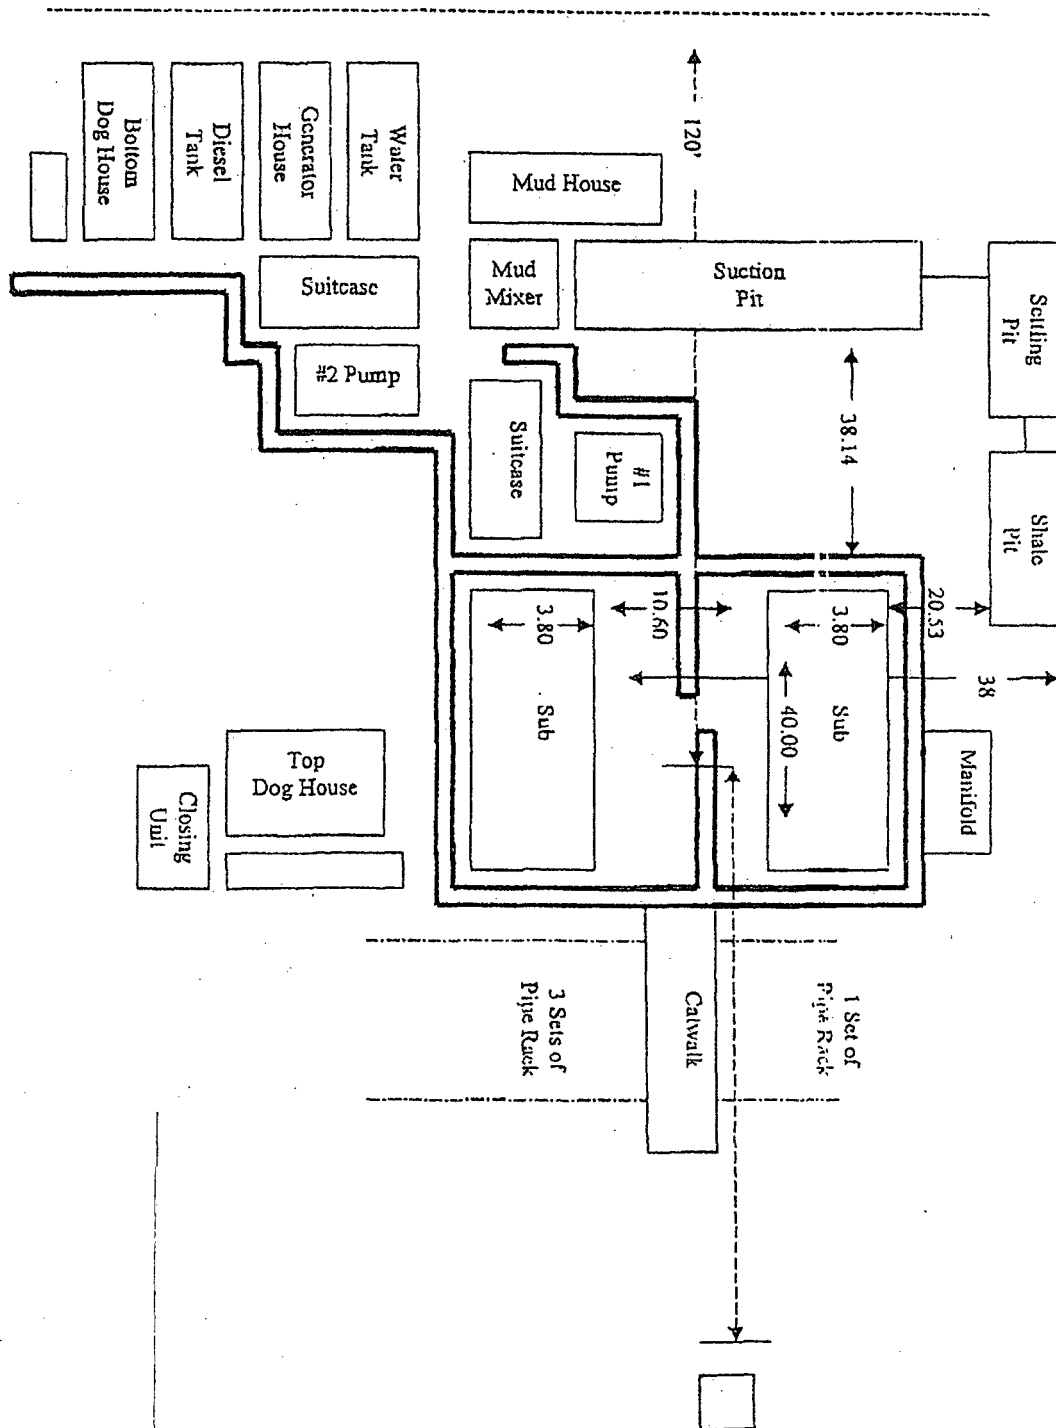 120'
Water
Tank
Generator
House
Diesel
Tank
Bottom
Dog House
Mud House
Mud
Mixer
Suction
Pit
Settling
Pit
Suitcase
#2 Pump
Suitcase
#1
Pump
38.14
Shale
Pit
20.53
10.60
3.80
3.80
38
Sub
40.00
Sub
Manifold
Top
Dog House
Closing
Unit
Catwalk
1 Set of
Pipe Rack
3 Sets of
Pipe Rack